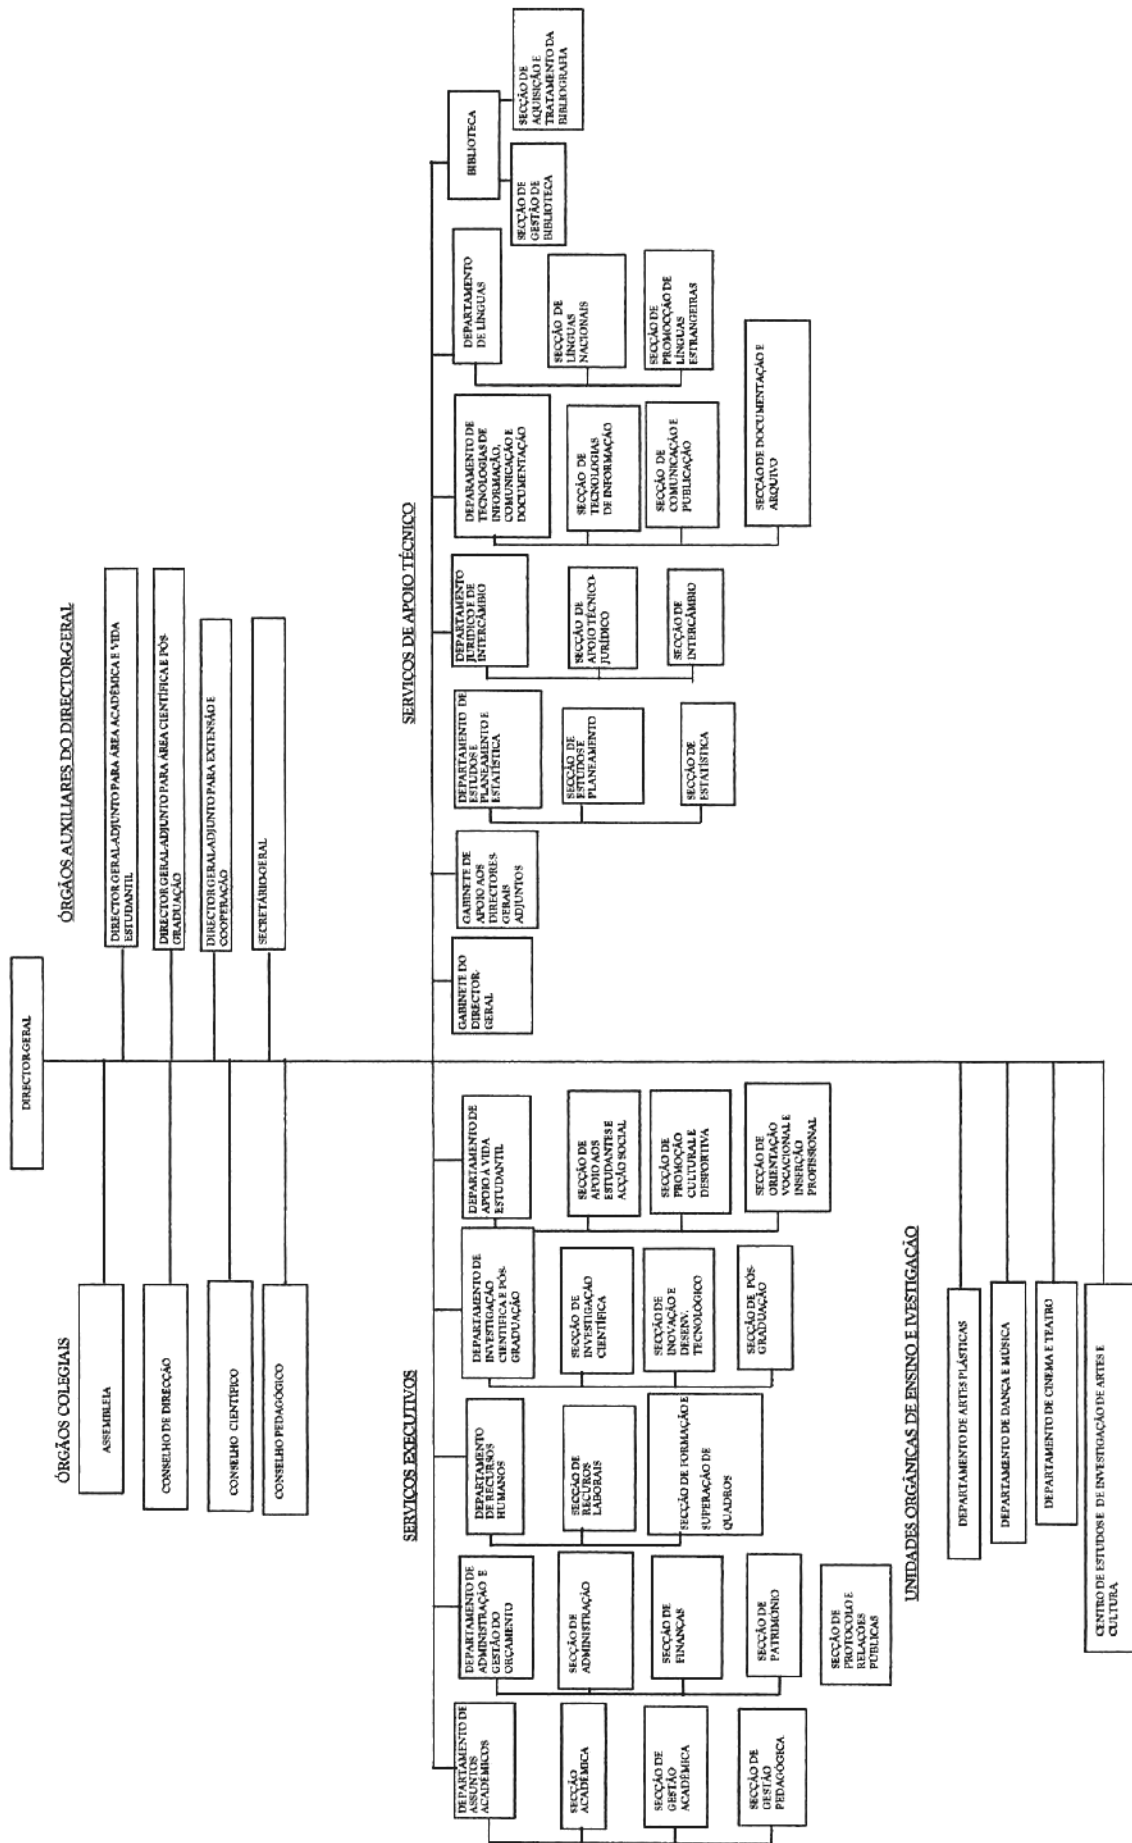 DIRECTOR-GERAL
ÓRGÃOS COLEGIAIS
ASSEMBLEIA
CONSELHO DE DIRECÇÃO
CONSELHO CIENTÍFICO
CONSELHO PEDAGÓGICO
ÓRGÃOS AUXILIARES DO DIRECTOR-GERAL
DIRECTOR GERAL-ADJUNTO PARA ÁREA ACADÉMICA E VIDA
ESTUDANTIL
DIRECTOR GERAL-ADJUNTO PARA ÁREA CIENTÍFICA E PÓS-
GRADUAÇÃO
DIRECTOR GERAL-ADJUNTO PARA EXTENSÃO E
COOPERAÇÃO
SECRETÁRIO-GERAL
SERVIÇOS EXECUTIVOS
DEPARTAMENTO DE
ASSUNTOS
ACADÉMICOS
SECÇÃO
ACADÉMICA
SECÇÃO DE
GESTÃO
ACADÉMICA
SECÇÃO DE
GESTÃO
PEDAGÓGICA
DEPARTAMENTO DE
ADMINISTRAÇÃO E
GESTÃO DO
ORÇAMENTO
SECÇÃO DE
ADMINISTRAÇÃO
SECÇÃO DE
FINANÇAS
SECÇÃO DE
PATRIMÓNIO
SECÇÃO DE
PROTOCOLO E
RELAÇÕES
PÚBLICAS
DEPARTAMENTO
DE RECURSOS
HUMANOS
SECÇÃO DE
RECUROS
LABORAIS
SECÇÃO DE FORMAÇÃO E
SUPERAÇÃO DE
QUADROS
DEPARTAMENTO DE
INVESTIGAÇÃO
CIENTIFICA E PÓS-
GRADUAÇÃO
SECÇÃO DE
INVESTIGAÇÃO
CIENTÍFICA
SECÇÃO DE
INOVAÇÃO E
DESENV.
TECNOLÓGICO
SECÇÃO DE PÓS-
GRADUAÇÃO
DEPARTAMENTO DE
APOIO À VIDA
ESTUDANTIL
SECÇÃO DE
APOIO AOS
ESTUDANTES E
ACÇÃO SOCIAL
SECÇÃO DE
PROMOÇÃO
CULTURAL E
DESPORTIVA
SECÇÃO DE
ORIENTAÇÃO
VOCACIONAL E
INSERÇÃO
PROFISSIONAL
SERVIÇOS DE APOIO TÉCNICO
GABINETE DO
DIRECTOR-
GERAL
GABINETE DE
APOIO AOS
DIRECTORES-
GERAIS
ADJUNTOS
DEPARTAMENTO DE
ESTUDOS E
PLANEAMENTO E
ESTATÍSTICA
SECÇÃO DE
ESTUDOS E
PLANEAMENTO
SECÇÃO DE
ESTATÍSTICA
DEPARTAMENTO
JURIDICO E DE
INTERCÂMBIO
SECÇÃO DE
APOIO TÉCNICO-
JURÍDICO
SECÇÃO DE
INTERCÂMBIO
DEPARAMENTO DE
TECNOLOGIAS DE
INFORMAÇÃO,
COMUNICAÇÃO E
DOCUMENTAÇÃO
SECÇÃO DE
TECNOLOGIAS
DE INFORMAÇÃO
SECÇÃO DE
COMUNICAÇÃO E
PUBLICAÇÃO
SECÇÃO DE DOCUMENTAÇÃO E
ARQUIVO
DEPARTAMENTO
DE LÍNGUAS
SECÇÃO DE
LÍNGUAS
NACIONAIS
SECÇÃO DE
PROMOCÇÃO DE
LÍNGUAS
ESTRANGEIRAS
BIBLIOTECA
SECÇÃO DE
GESTÃO DE
BIBLIOTECA
SECÇÃO DE
AQUISIÇÃO E
TRATAMENTO DA
BIBLIOGRAFIA
UNIDADES ORGÂNICAS DE ENSINO E IVESTIGAÇÃO
DEPARTAMENTO DE ARTES PLÁSTICAS
DEPARTAMENTO DE DANÇA E MÚSICA
DEPARTAMENTO DE CINEMA E TEATRO
CENTRO DE ESTUDOS E DE INVESTIGAÇÃO DE ARTES E
CULTURA